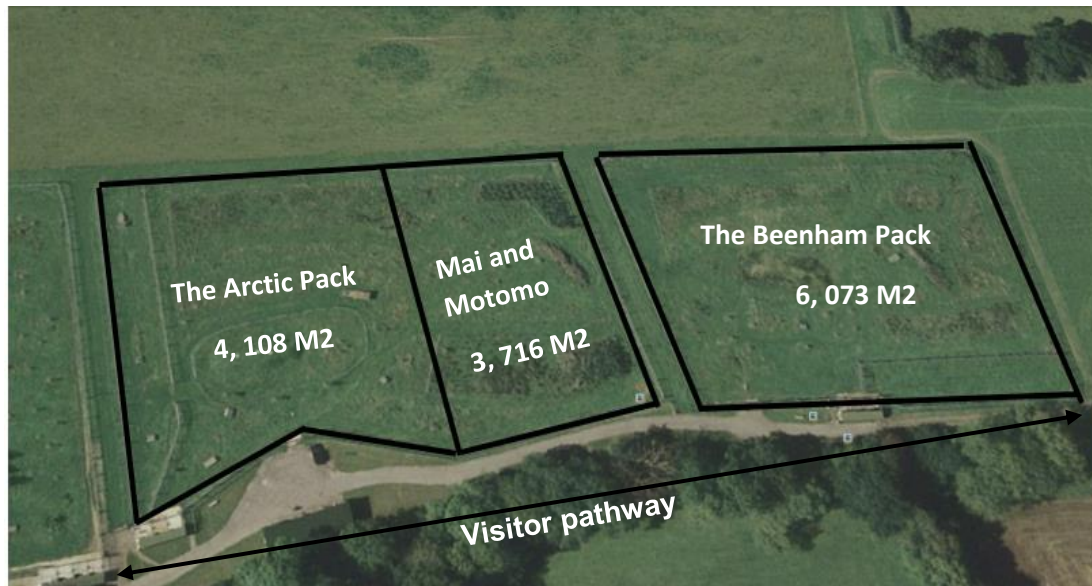 The Arctic Pack
4, 108 M2
Mai and
Motomo
3, 716 M2
The Beenham Pack
6, 073 M2
Visitor pathway